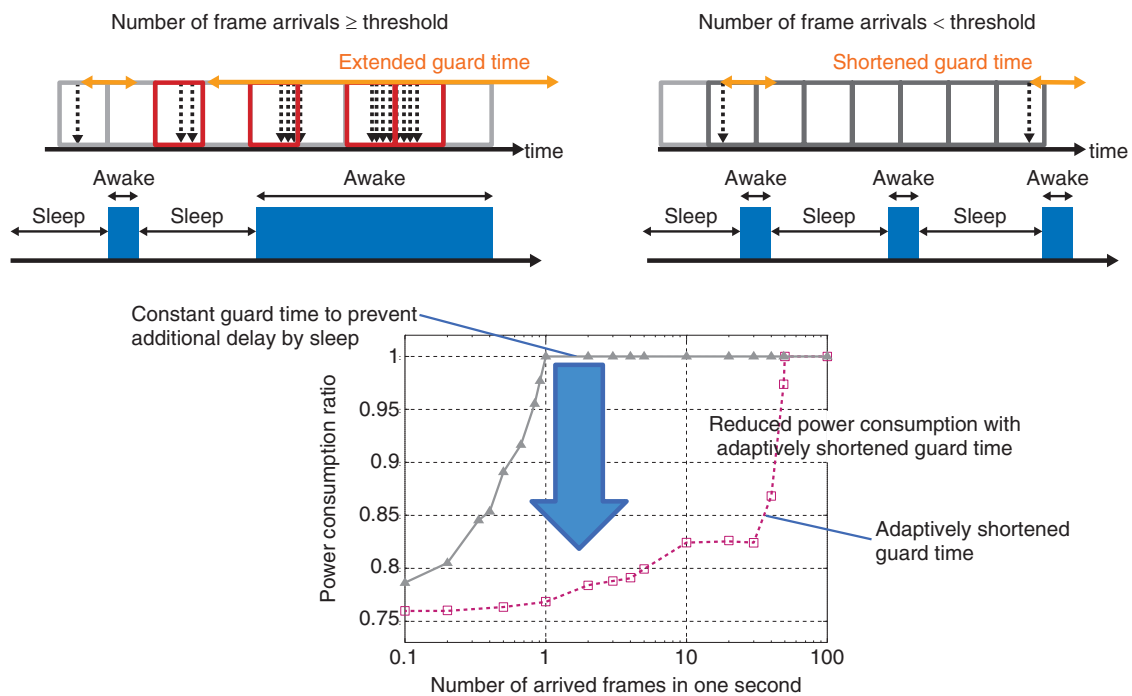 Number of frame arrivals ≥ threshold
Extended guard time
time
Awake
Awake
Sleep
Sleep
Number of frame arrivals < threshold
Shortened guard time
time
Awake
Awake
Awake
Sleep
Sleep
Sleep
Constant guard time to prevent
additional delay by sleep
Power consumption ratio
1
0.95
0.9
0.85
0.8
0.75
Reduced power consumption with
adaptively shortened guard time
Adaptively shortened
guard time
0.1
1
10
100
Number of arrived frames in one second